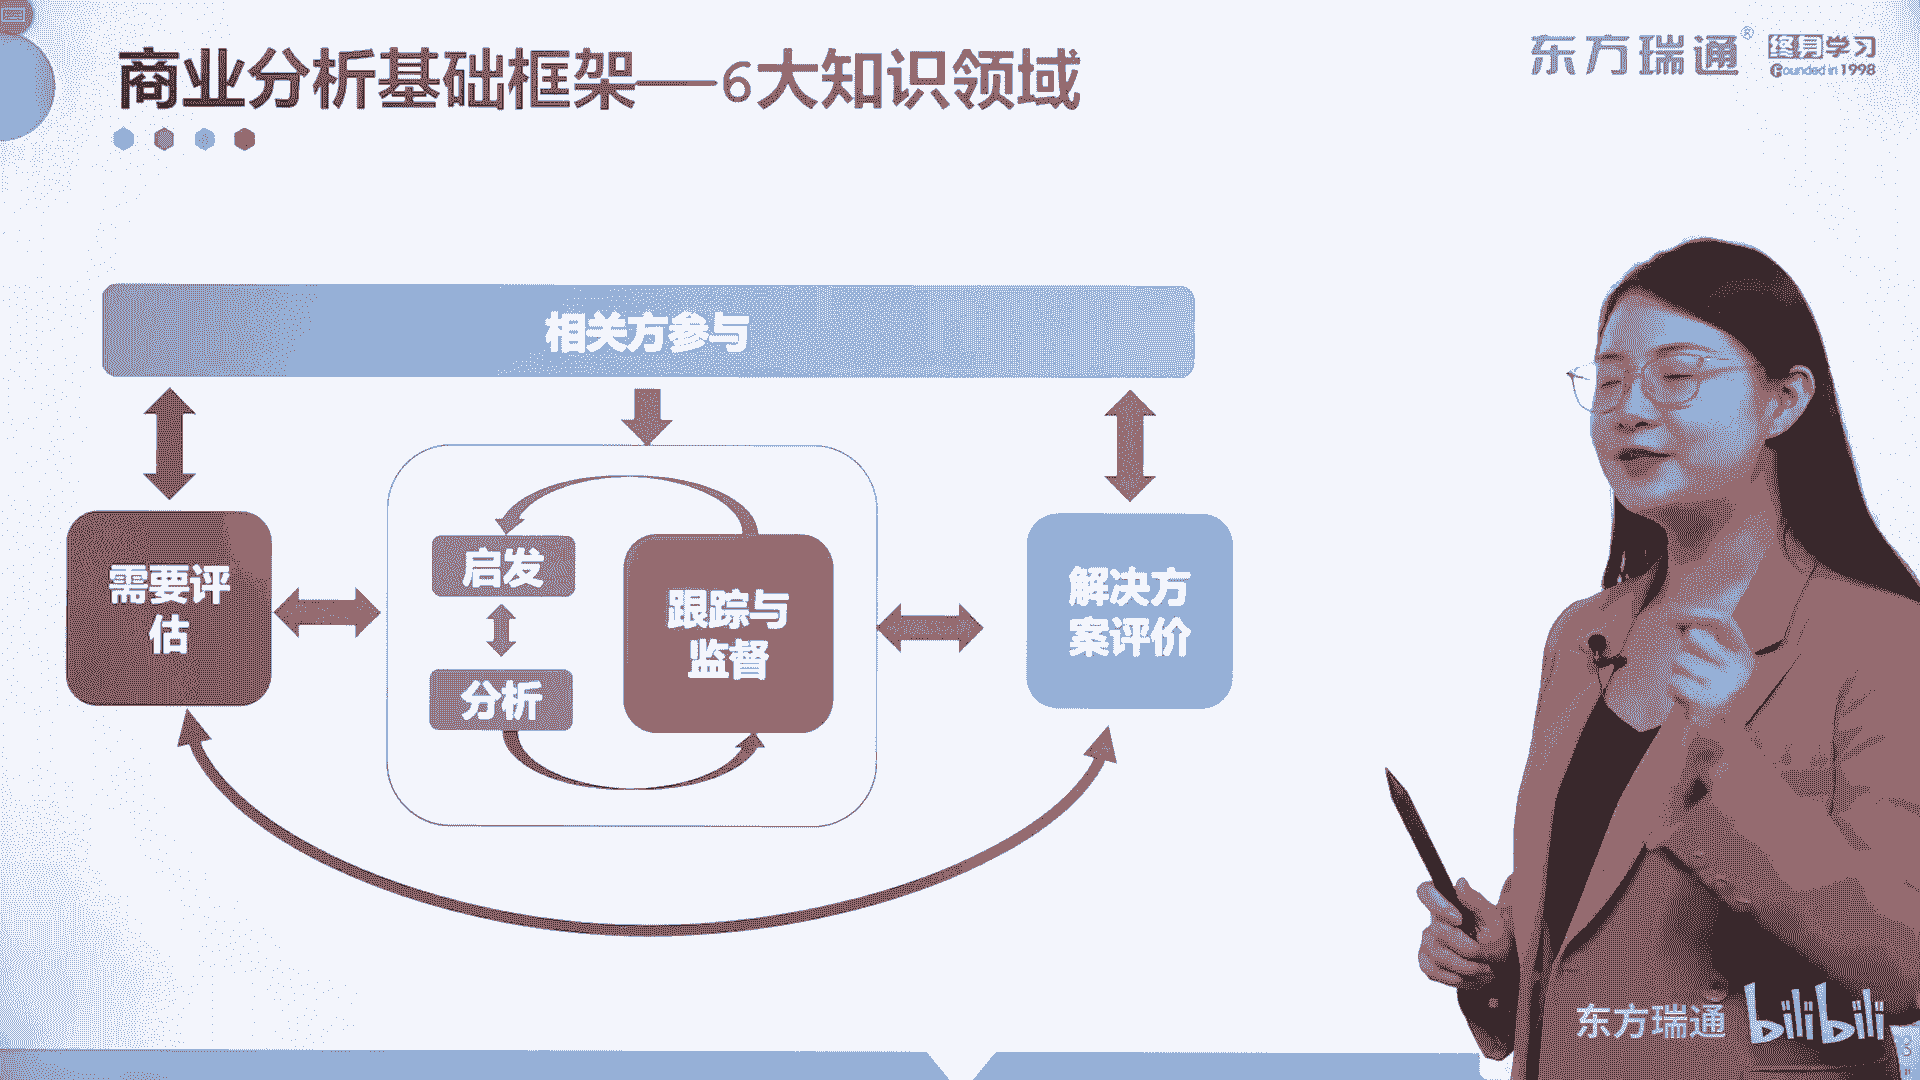 商业分析基础框架—6大知识领域
东方瑞通®
终身学习
Founded in 1998
相关方参与
需要评
估
启发
分析
跟踪与
监督
解决方
案评价
东方瑞通
bilibili